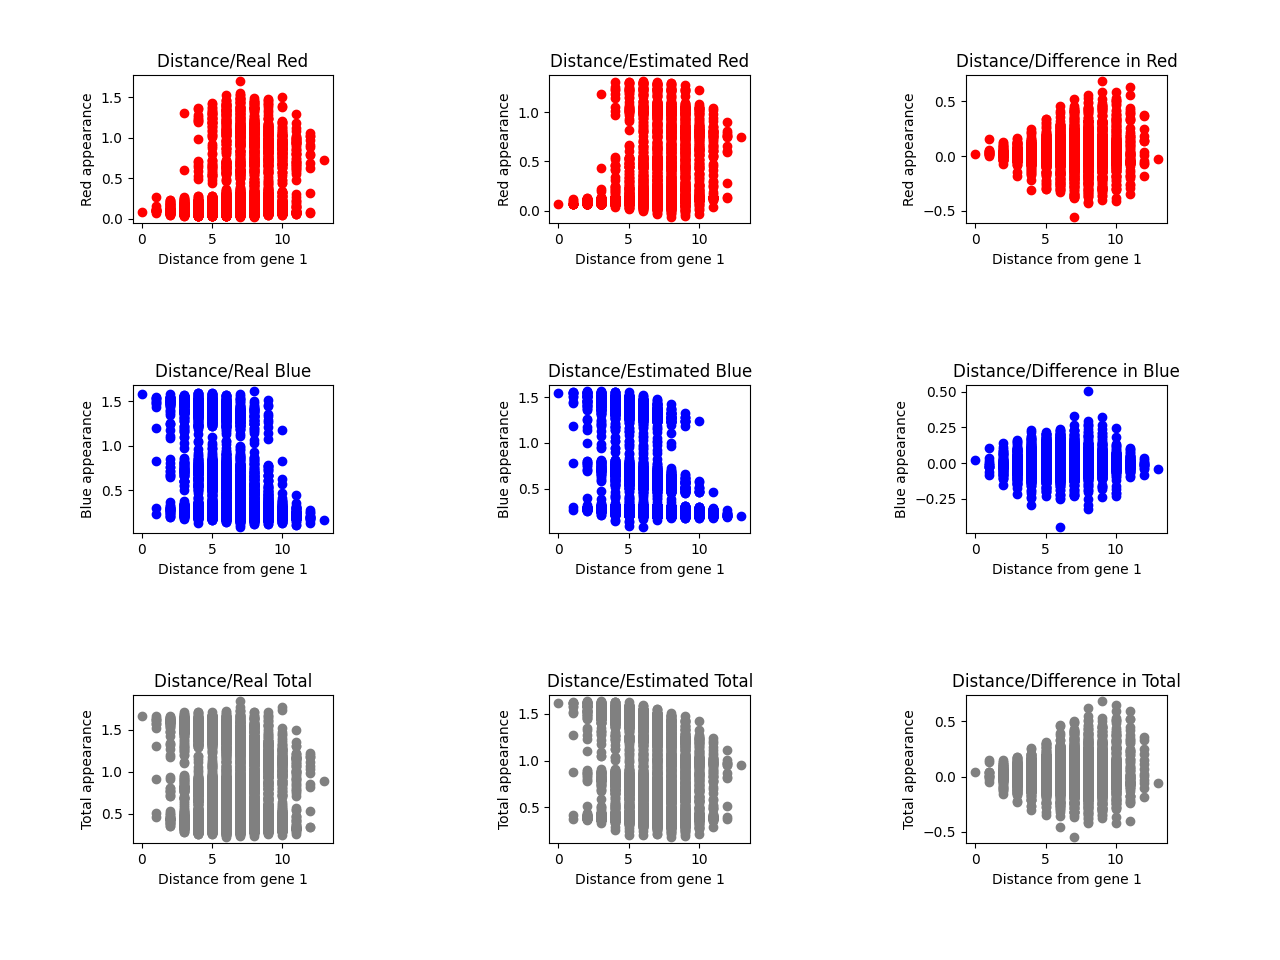 Distance/Real Red
Distance/Estimated Red
Distance/Difference in Red
Red appearance
1.5
1.0
0.5
0.0
0
5
10
Distance from gene 1
Red appearance
1.0
0.5
0.0
0
5
10
Distance from gene 1
Red appearance
0.5
0.0
−0.5
0
5
10
Distance from gene 1
Distance/Real Blue
Distance/Estimated Blue
Distance/Difference in Blue
Blue appearance
1.5
1.0
0.5
0
5
10
Distance from gene 1
Blue appearance
1.5
1.0
0.5
0
5
10
Distance from gene 1
Blue appearance
0.50
0.25
0.00
−0.25
0
5
10
Distance from gene 1
Distance/Real Total
Distance/Estimated Total
Distance/Difference in Total
Total appearance
1.5
1.0
0.5
0
5
10
Distance from gene 1
Total appearance
1.5
1.0
0.5
0
5
10
Distance from gene 1
Total appearance
0.5
0.0
−0.5
0
5
10
Distance from gene 1